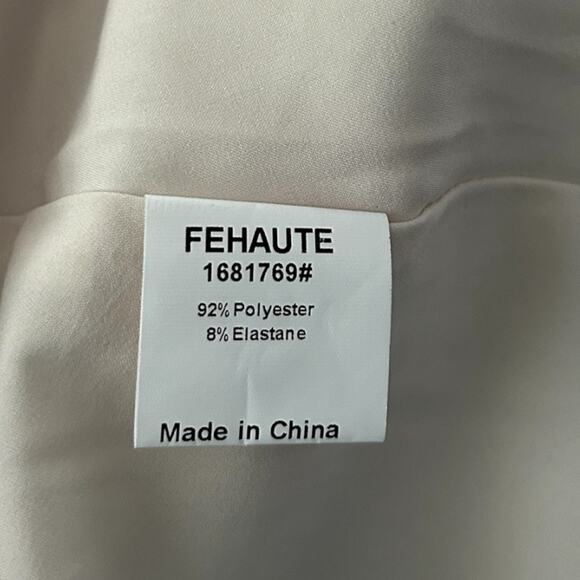 FEHAUTE
1681769#
92% Polyester
8% Elastane
Made in China